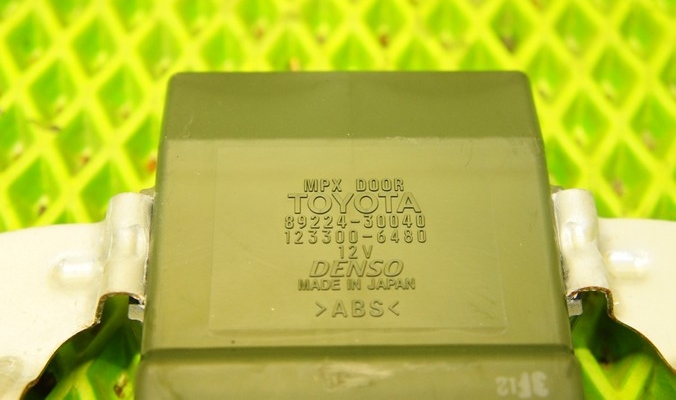 MPX DOOR
TOYOTA
89224-30040
123300-6480
12V
DENSO
MADE IN JAPAN
>ABS<
3F12